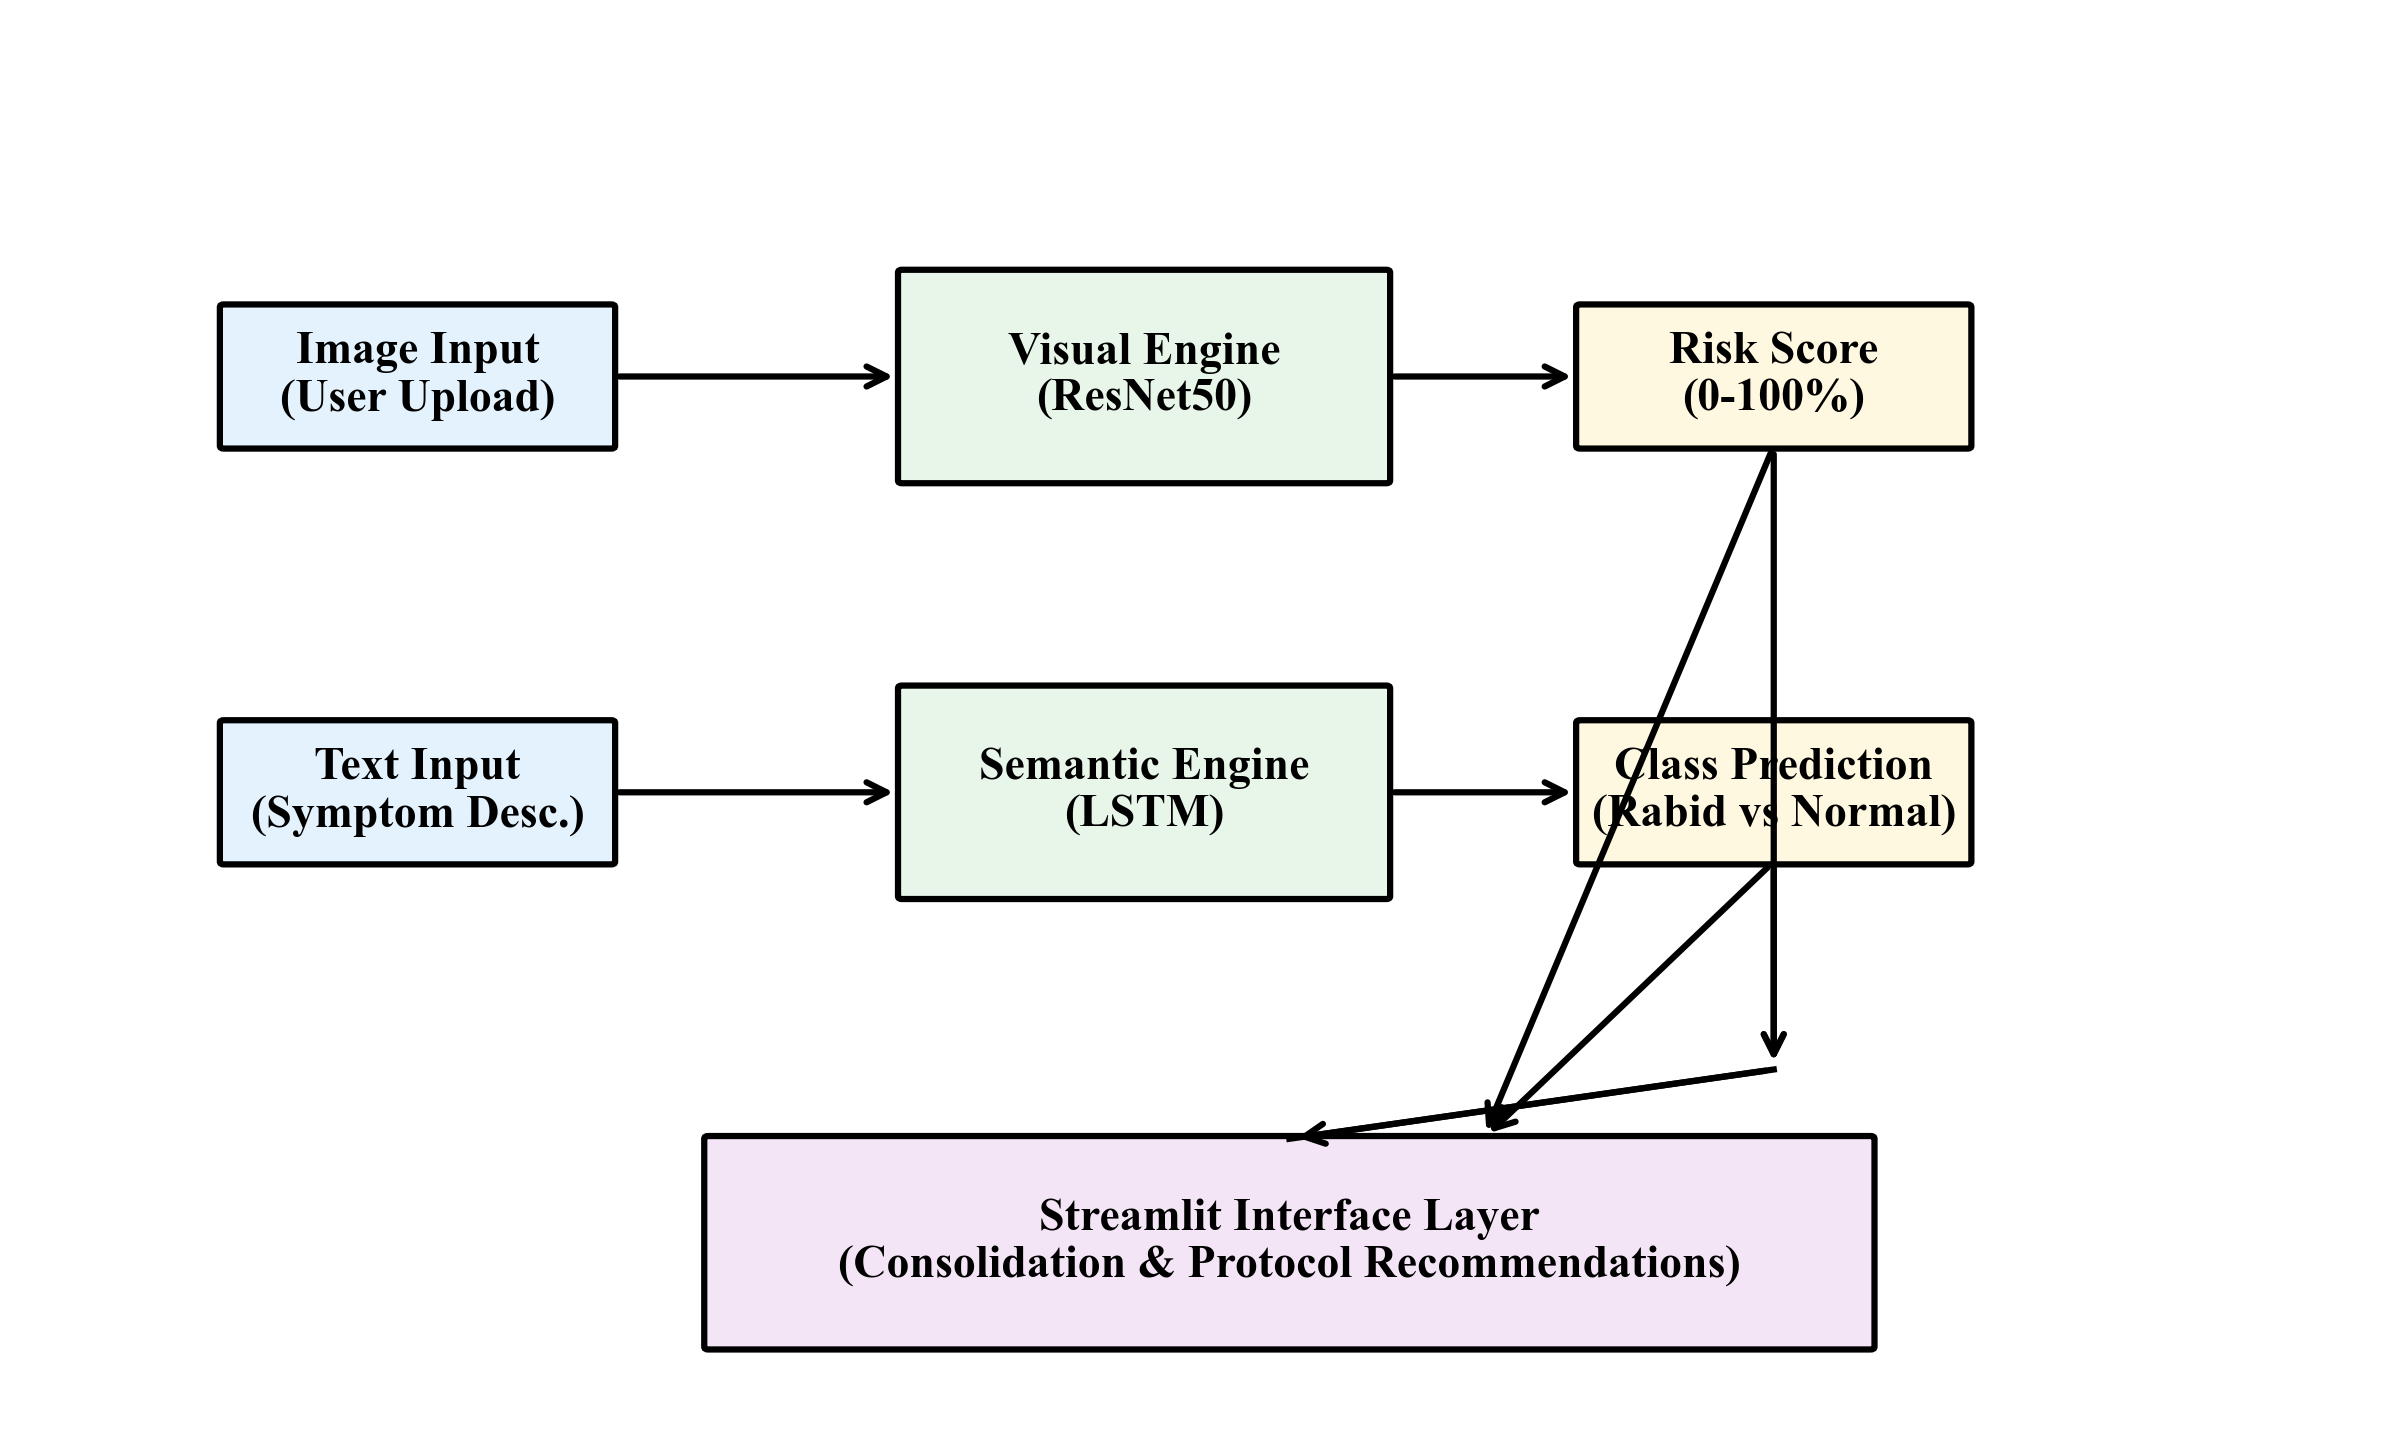 Image Input
(User Upload)
Visual Engine
(ResNet50)
Risk Score
(0-100%)
Text Input
(Symptom Desc.)
Semantic Engine
(LSTM)
Class Prediction
(Rabid vs Normal)
Streamlit Interface Layer
(Consolidation & Protocol Recommendations)